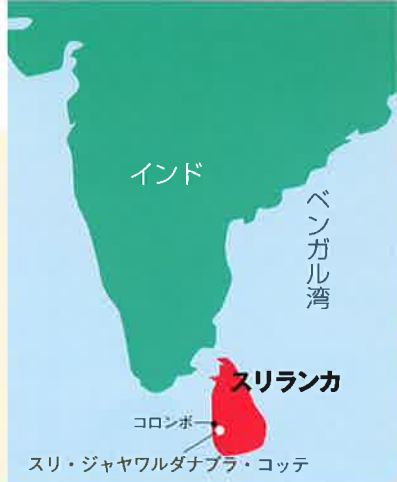 インド
ベンガル湾
スリランカ
コロンボ
スリ・ジャヤワルダナプラ・コッテ